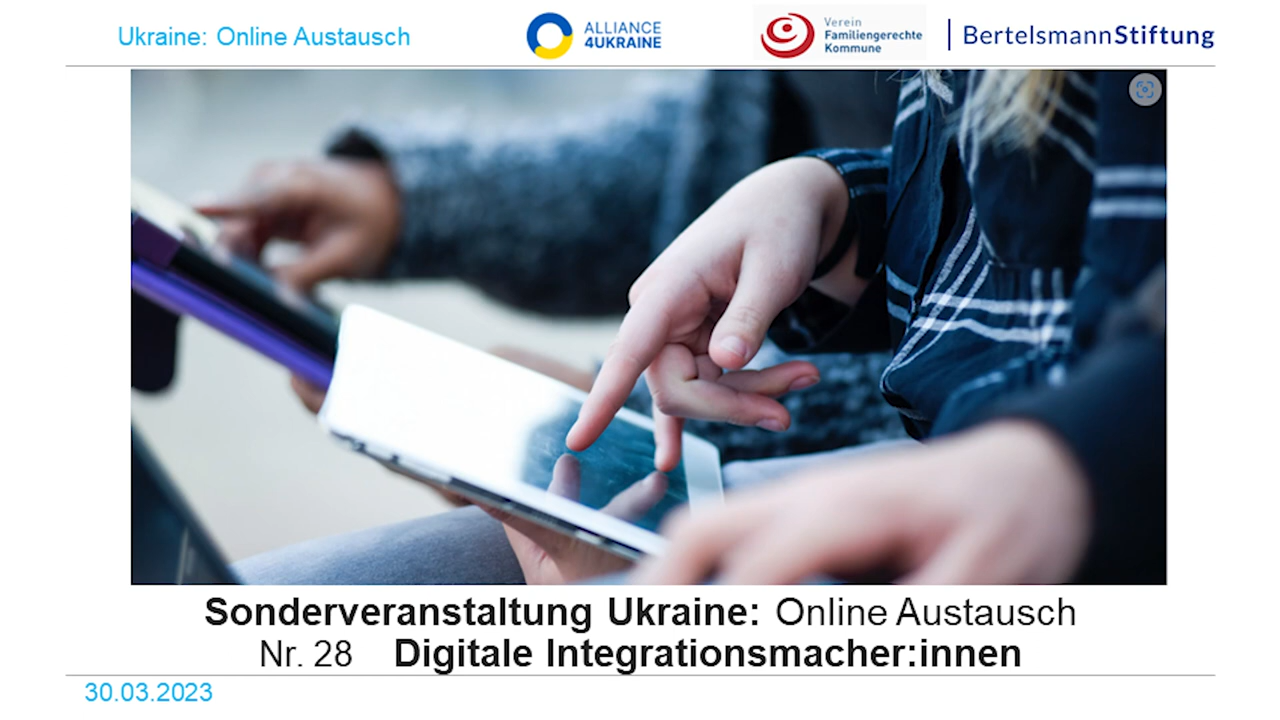 Ukraine: Online Austausch
ALLIANCE
4UKRAINE
Verein
Familiengerechte
Kommune
BertelsmannStiftung
Sonderveranstaltung Ukraine: Online Austausch
Nr. 28 Digitale Integrationsmacher:innen
30.03.2023